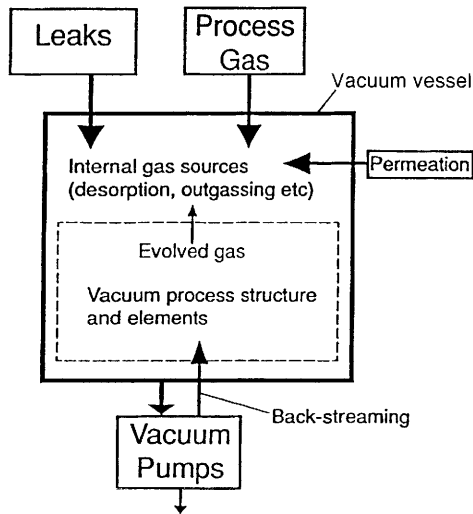 Leaks
Process
Gas
Vacuum vessel
Internal gas sources
(desorption, outgassing etc)
Permeation
Evolved gas
Vacuum process structure
and elements
Back-streaming
Vacuum
Pumps